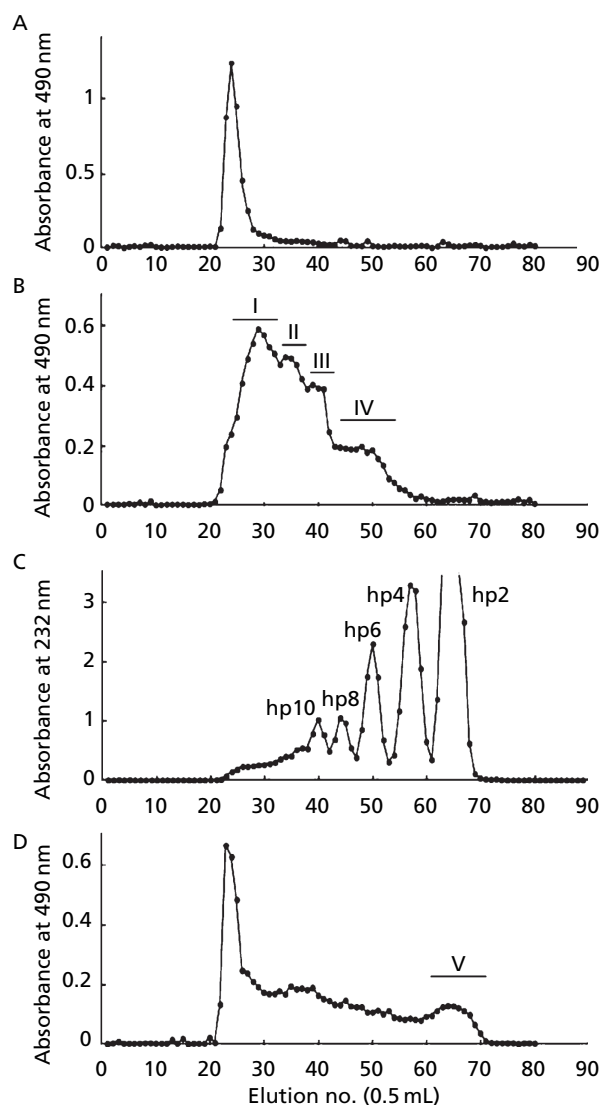 A
Absorbance at 490 nm
1
0.5
0
0 10 20 30 40 50 60 70 80 90
B
Absorbance at 490 nm
I
II
III
IV
0.6
0.4
0.2
0
0 10 20 30 40 50 60 70 80 90
C
Absorbance at 232 nm
hp10
hp8
hp6
hp4
hp2
3
2
1
0
0 10 20 30 40 50 60 70 80 90
D
Absorbance at 490 nm
V
0.6
0.4
0.2
0
0 10 20 30 40 50 60 70 80 90
Elution no. (0.5 mL)